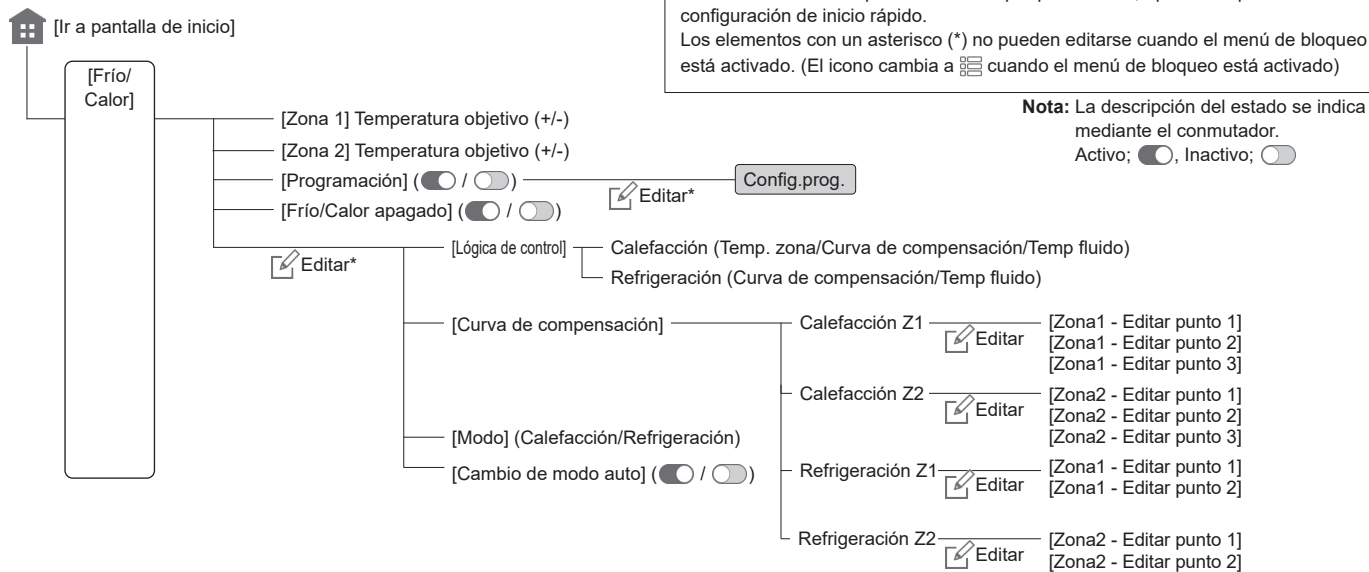 configuración de inicio rápido.
Los elementos con un asterisco (*) no pueden editarse cuando el menú de bloqueo
está activado. (El icono cambia a cuando el menú de bloqueo está activado)
[Ir a pantalla de inicio]
Nota: La descripción del estado se indica
mediante el conmutador.
Activo; , Inactivo;
[Frío/
Calor]
[Zona 1] Temperatura objetivo (+/-)
[Zona 2] Temperatura objetivo (+/-)
[Programación] ( / )
Editar*
Config.prog.
[Frío/Calor apagado] ( / )
Editar*
[Lógica de control]
Calefacción (Temp. zona/Curva de compensación/Temp fluido)
Refrigeración (Curva de compensación/Temp fluido)
[Curva de compensación]
Calefacción Z1
Editar
[Zona1 - Editar punto 1]
[Zona1 - Editar punto 2]
[Zona1 - Editar punto 3]
Calefacción Z2
Editar
[Zona2 - Editar punto 1]
[Zona2 - Editar punto 2]
[Zona2 - Editar punto 3]
Refrigeración Z1
Editar
[Zona1 - Editar punto 1]
[Zona1 - Editar punto 2]
Refrigeración Z2
Editar
[Zona2 - Editar punto 1]
[Zona2 - Editar punto 2]
[Modo] (Calefacción/Refrigeración)
[Cambio de modo auto] ( / )